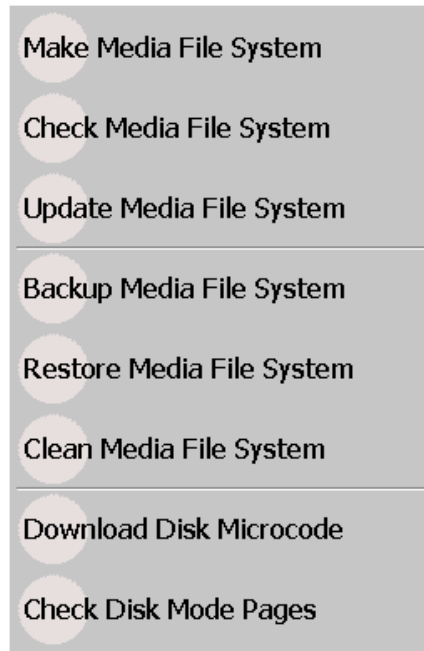 Make Media File System
Check Media File System
Update Media File System
Backup Media File System
Restore Media File System
Clean Media File System
Download Disk Microcode
Check Disk Mode Pages